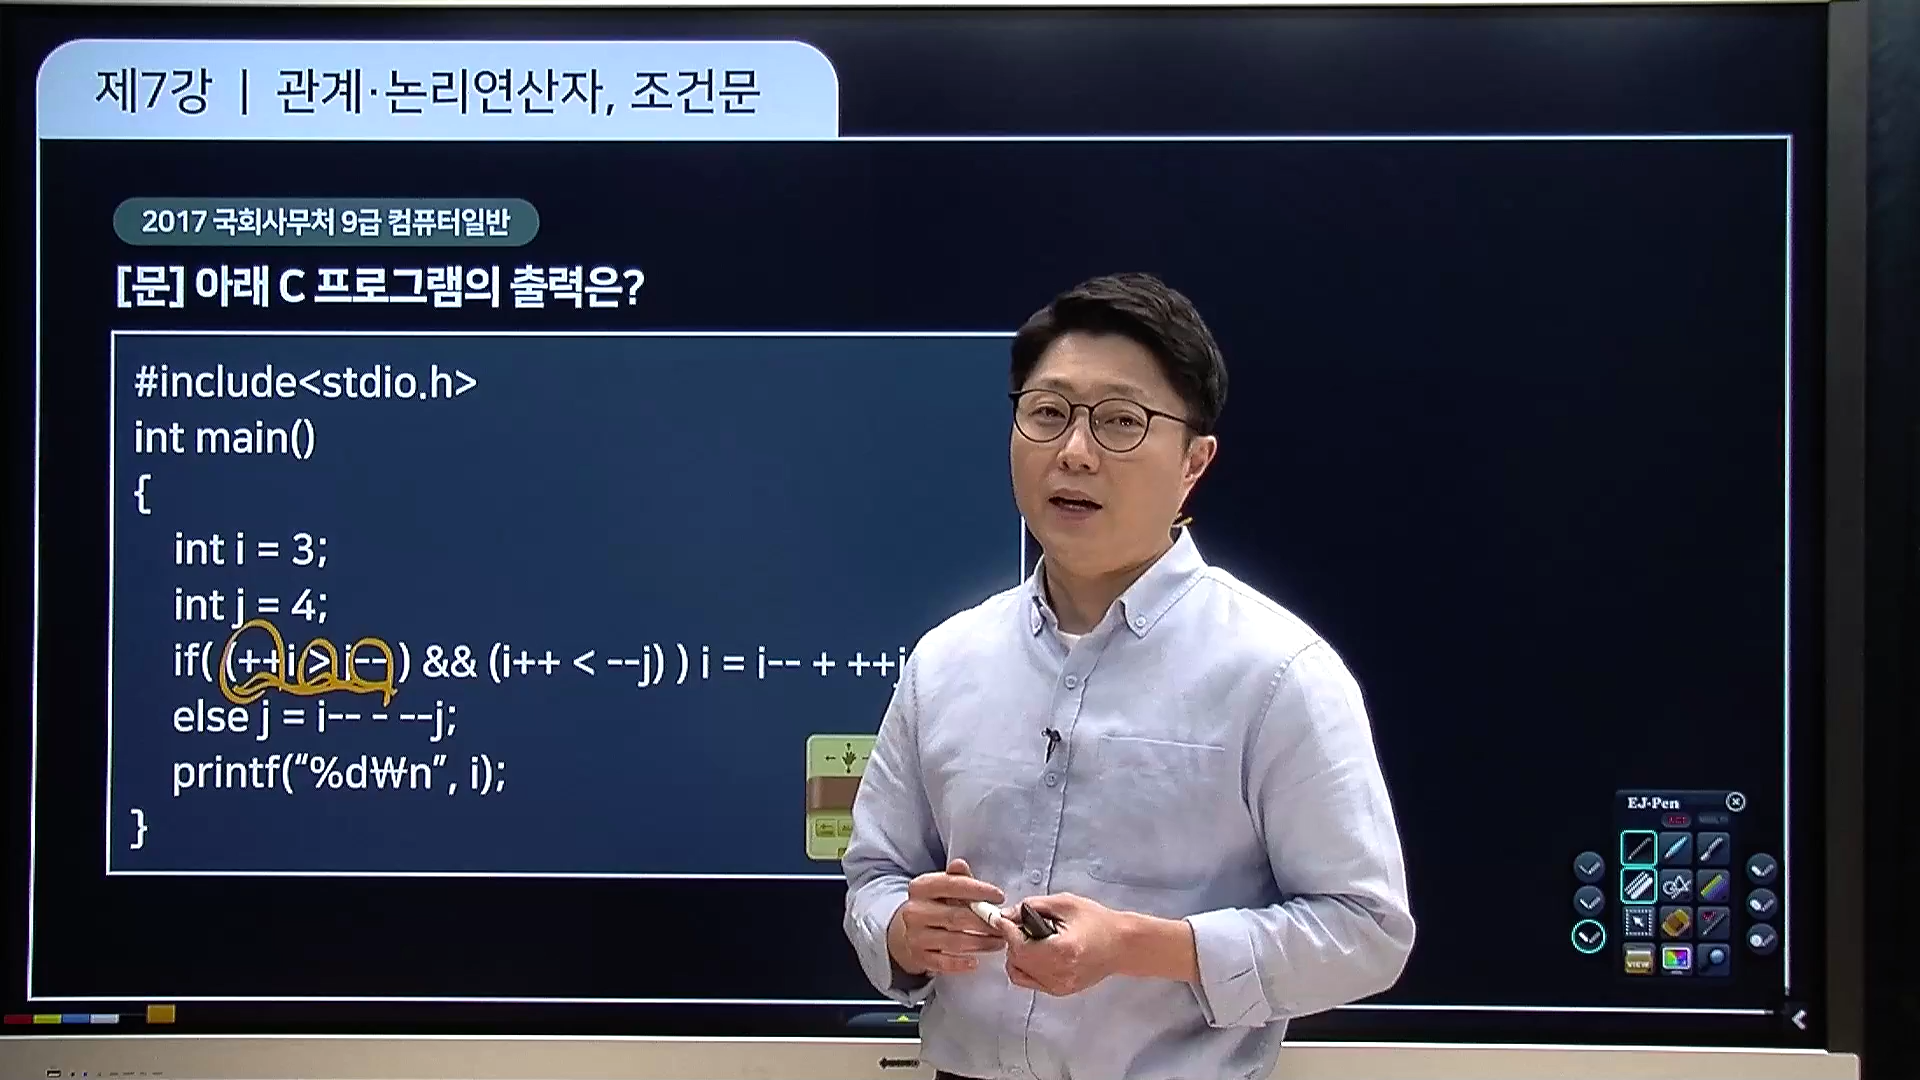 제7강 | 관계·논리연산자, 조건문
2017 국회사무처 9급 컴퓨터일반
[문] 아래 C 프로그램의 출력은?
#include<stdio.h>
int main()
{
int i = 3;
int j = 4;
if( (++i > j-- ) && (i++ < --j) ) i = i-- + ++j
else j = i-- - --j;
printf(“%d₩n”, i);
}
EJ-Pen
VIEW